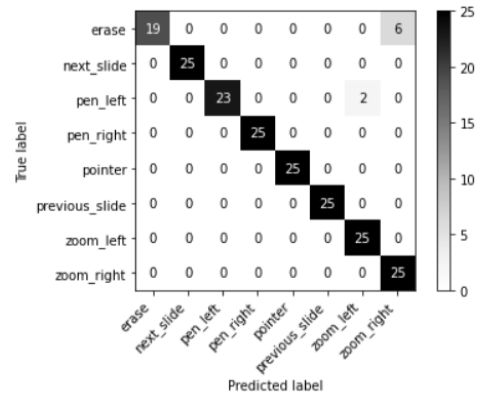 erase 19 0 0 0 0 0 0 6
next_slide 0 25 0 0 0 0 0 0
pen_left 0 0 23 0 0 0 2 0
pen_right 0 0 0 25 0 0 0 0
pointer 0 0 0 0 25 0 0 0
previous_slide 0 0 0 0 0 25 0 0
zoom_left 0 0 0 0 0 0 25 0
zoom_right 0 0 0 0 0 0 0 25
True label
erase next_slide pen_left pen_right pointer previous_slide zoom_left zoom_right
Predicted label
25
20
15
10
5
0